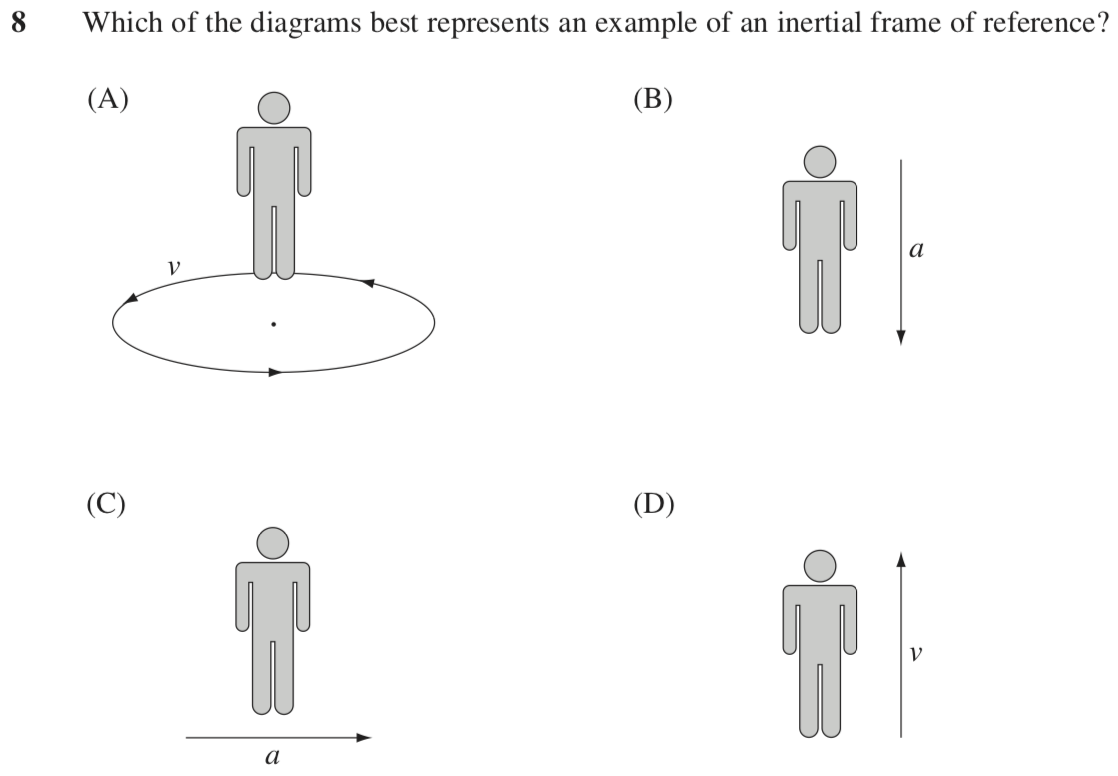 8 Which of the diagrams best represents an example of an inertial frame of reference?
(A)
v
(B)
a
(C)
a
(D)
v